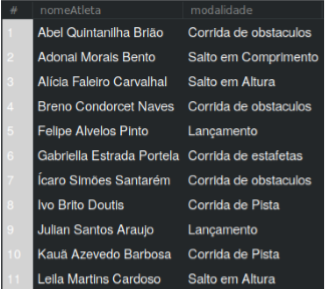 # nomeAtleta modalidade
1 Abel Quintanilha Brião Corrida de obstaculos
2 Adonai Morais Bento Salto em Comprimento
3 Alícia Faleiro Carvalhal Salto em Altura
4 Breno Condorcet Naves Corrida de obstaculos
5 Felipe Alvelos Pinto Lançamento
6 Gabriella Estrada Portela Corrida de estafetas
7 Ícaro Simões Santarém Corrida de obstaculos
8 Ivo Brito Doutis Corrida de Pista
9 Julian Santos Araujo Lançamento
10 Kauã Azevedo Barbosa Corrida de Pista
11 Leila Martins Cardoso Salto em Altura